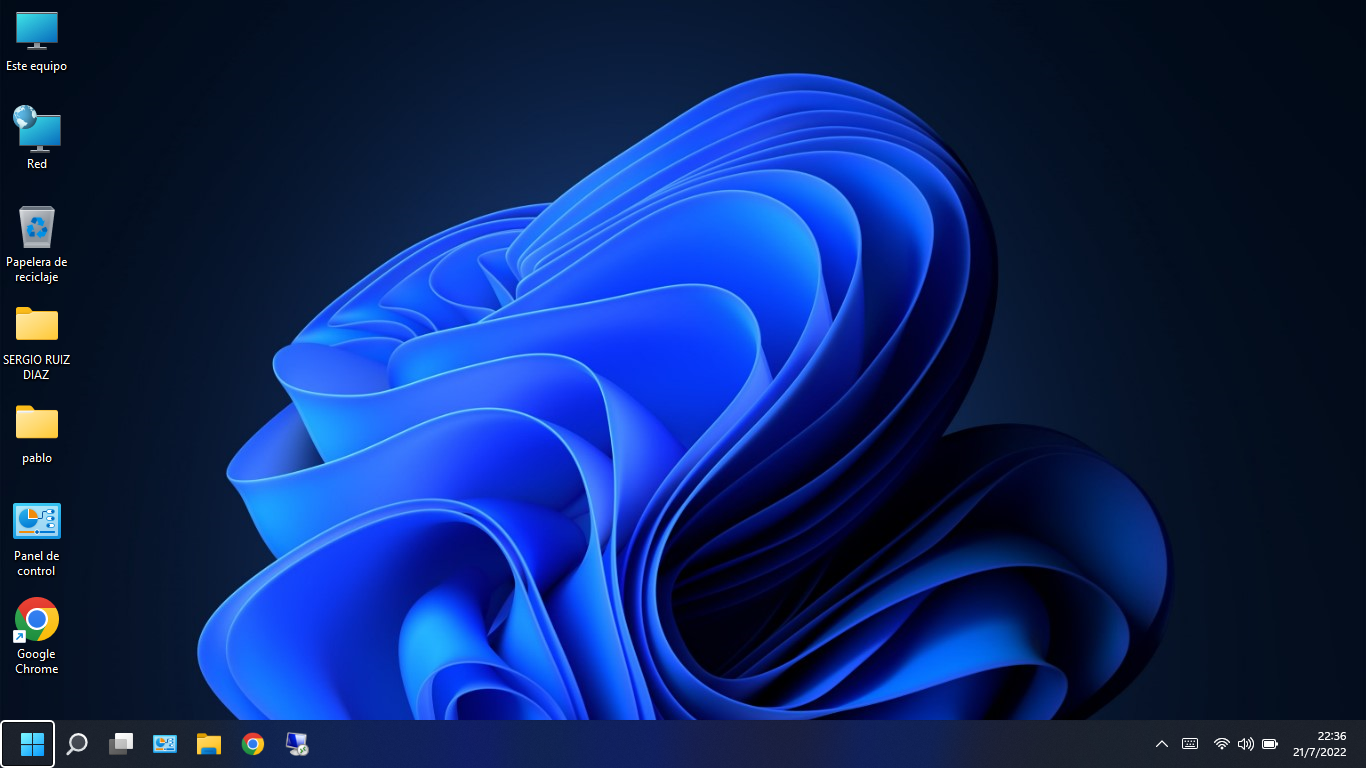 Este equipo
Red
Papelera de
reciclaje
SERGIO RUIZ
DIAZ
pablo
Panel de
control
Google
Chrome
22:36
21/7/2022